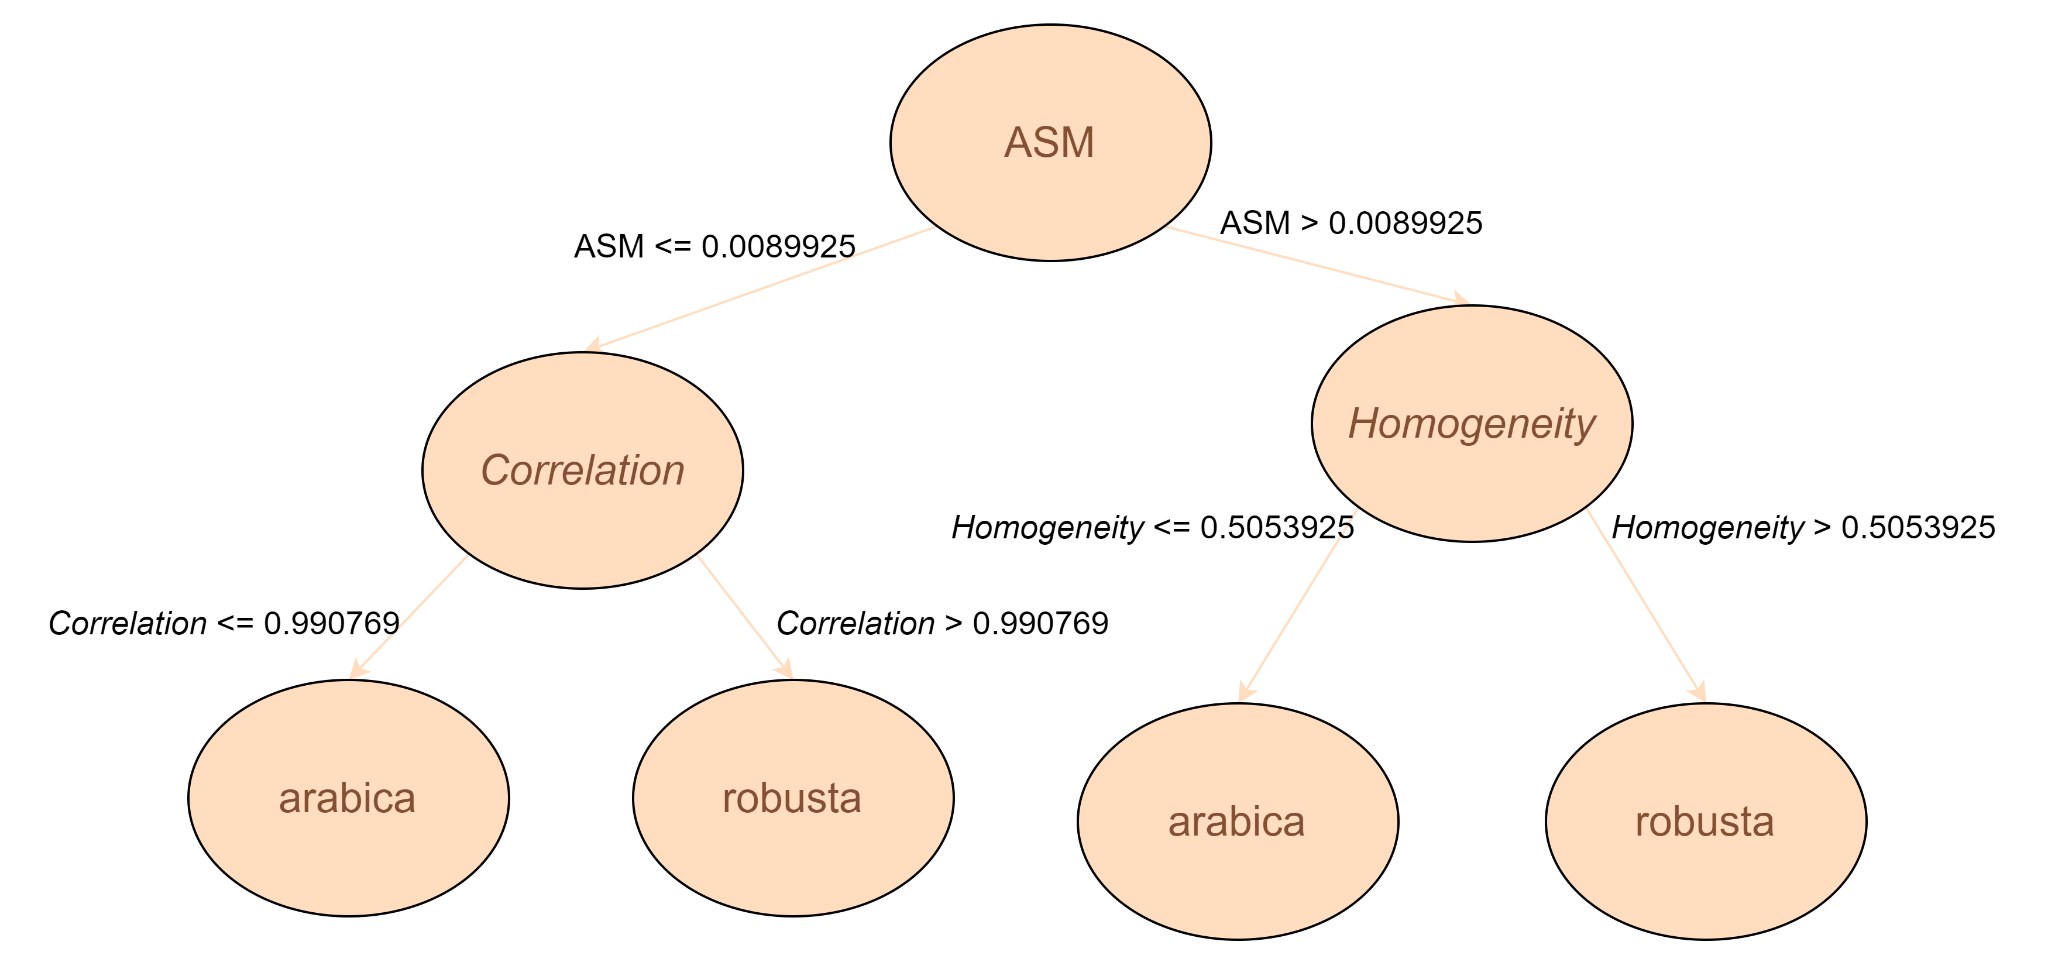 ASM
ASM <= 0.0089925
ASM > 0.0089925
Correlation
Homogeneity
Homogeneity <= 0.5053925
Homogeneity > 0.5053925
Correlation <= 0.990769
Correlation > 0.990769
arabica
robusta
arabica
robusta